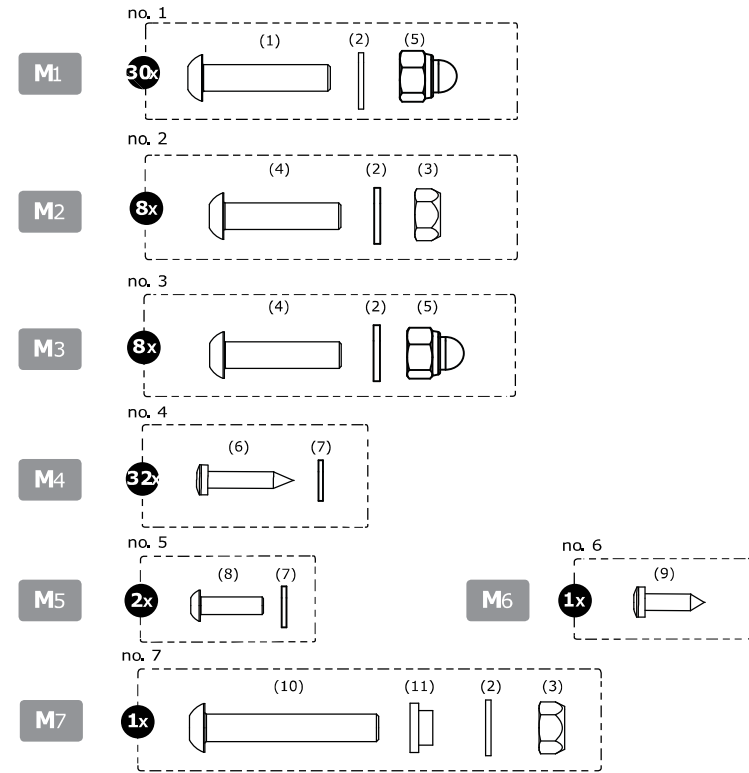 no. 1
M1 30x (1) (2) (5)
no. 2
M2 8x (4) (2) (3)
no. 3
M3 8x (4) (2) (5)
no. 4
M4 32x (6) (7)
no. 5
M5 2x (8) (7)
no. 6
M6 1x (9)
no. 7
M7 1x (10) (11) (2) (3)